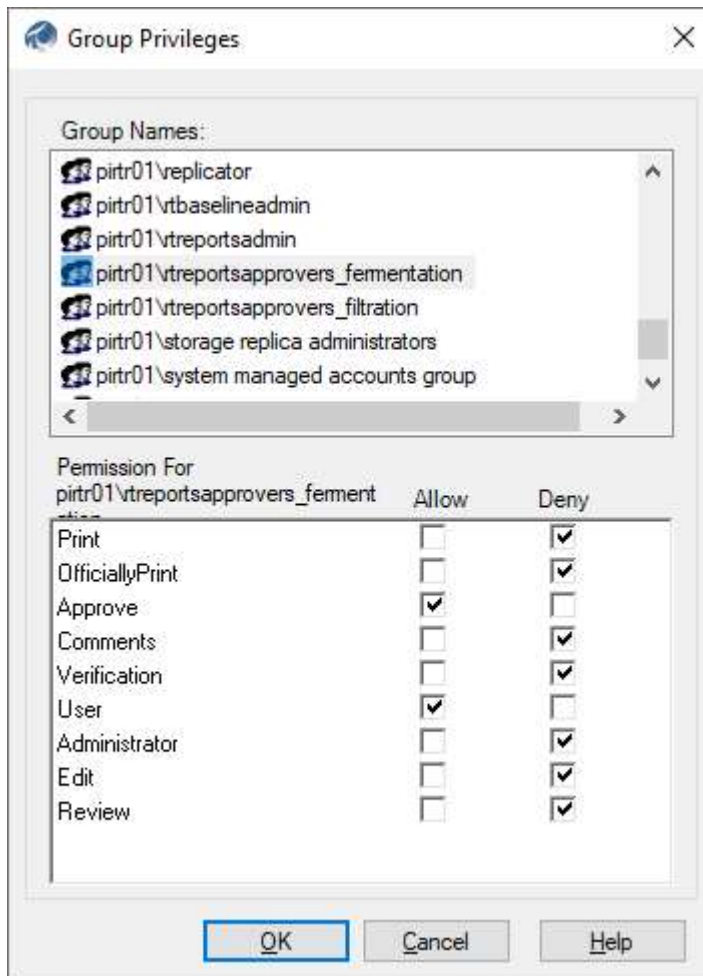 Group Privileges
Group Names:
pirtr01\replicator
pirtr01\rtbaselineadmin
pirtr01\rtreportsadmin
pirtr01\rtreportsapprovers_fermentation
pirtr01\rtreportsapprovers_filtration
pirtr01\storage replica administrators
pirtr01\system managed accounts group
Permission For
pirtr01\rtreportsapprovers_ferment Allow Deny
Print
OfficiallyPrint
Approve
Comments
Verification
User
Administrator
Edit
Review
OK Cancel Help